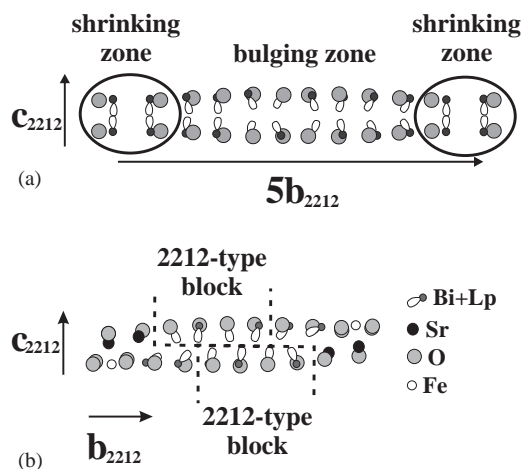 shrinking
zone
bulging zone
shrinking
zone
c2212
(a)
5b2212
2212-type
block
c2212
Bi+Lp
Sr
O
Fe
b2212
2212-type
block
(b)